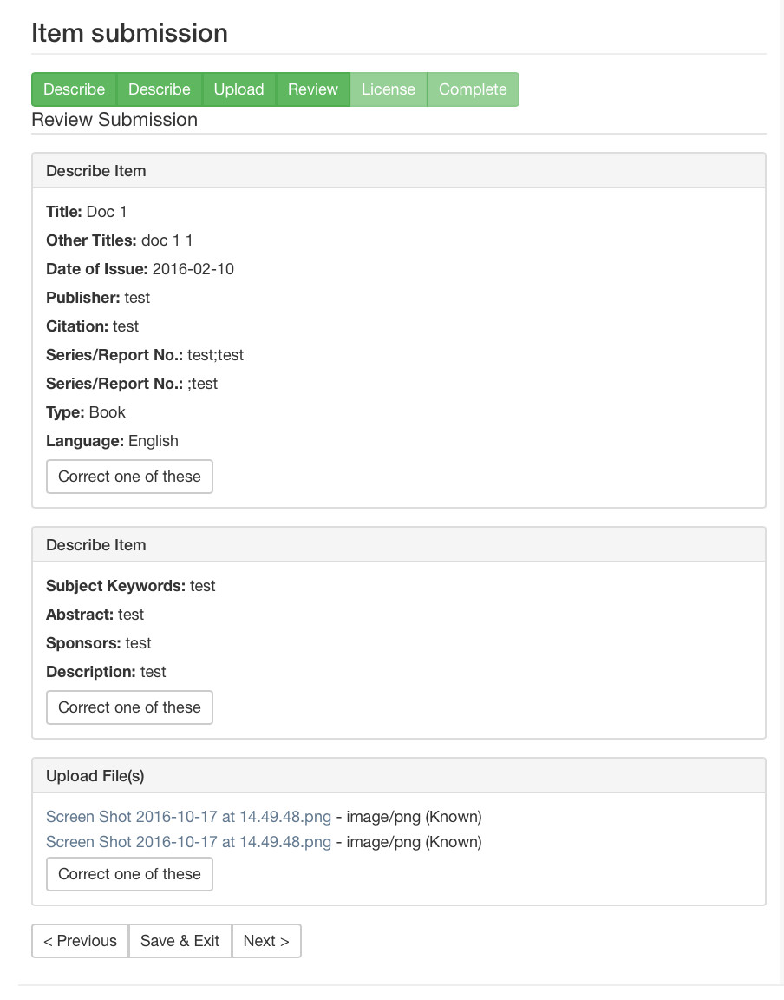 Item submission
Describe Describe Upload Review License Complete
Review Submission
Describe Item
Title: Doc 1
Other Titles: doc 1 1
Date of Issue: 2016-02-10
Publisher: test
Citation: test
Series/Report No.: test;test
Series/Report No.: ;test
Type: Book
Language: English
Correct one of these
Describe Item
Subject Keywords: test
Abstract: test
Sponsors: test
Description: test
Correct one of these
Upload File(s)
Screen Shot 2016-10-17 at 14.49.48.png - image/png (Known)
Screen Shot 2016-10-17 at 14.49.48.png - image/png (Known)
Correct one of these
< Previous Save & Exit Next >